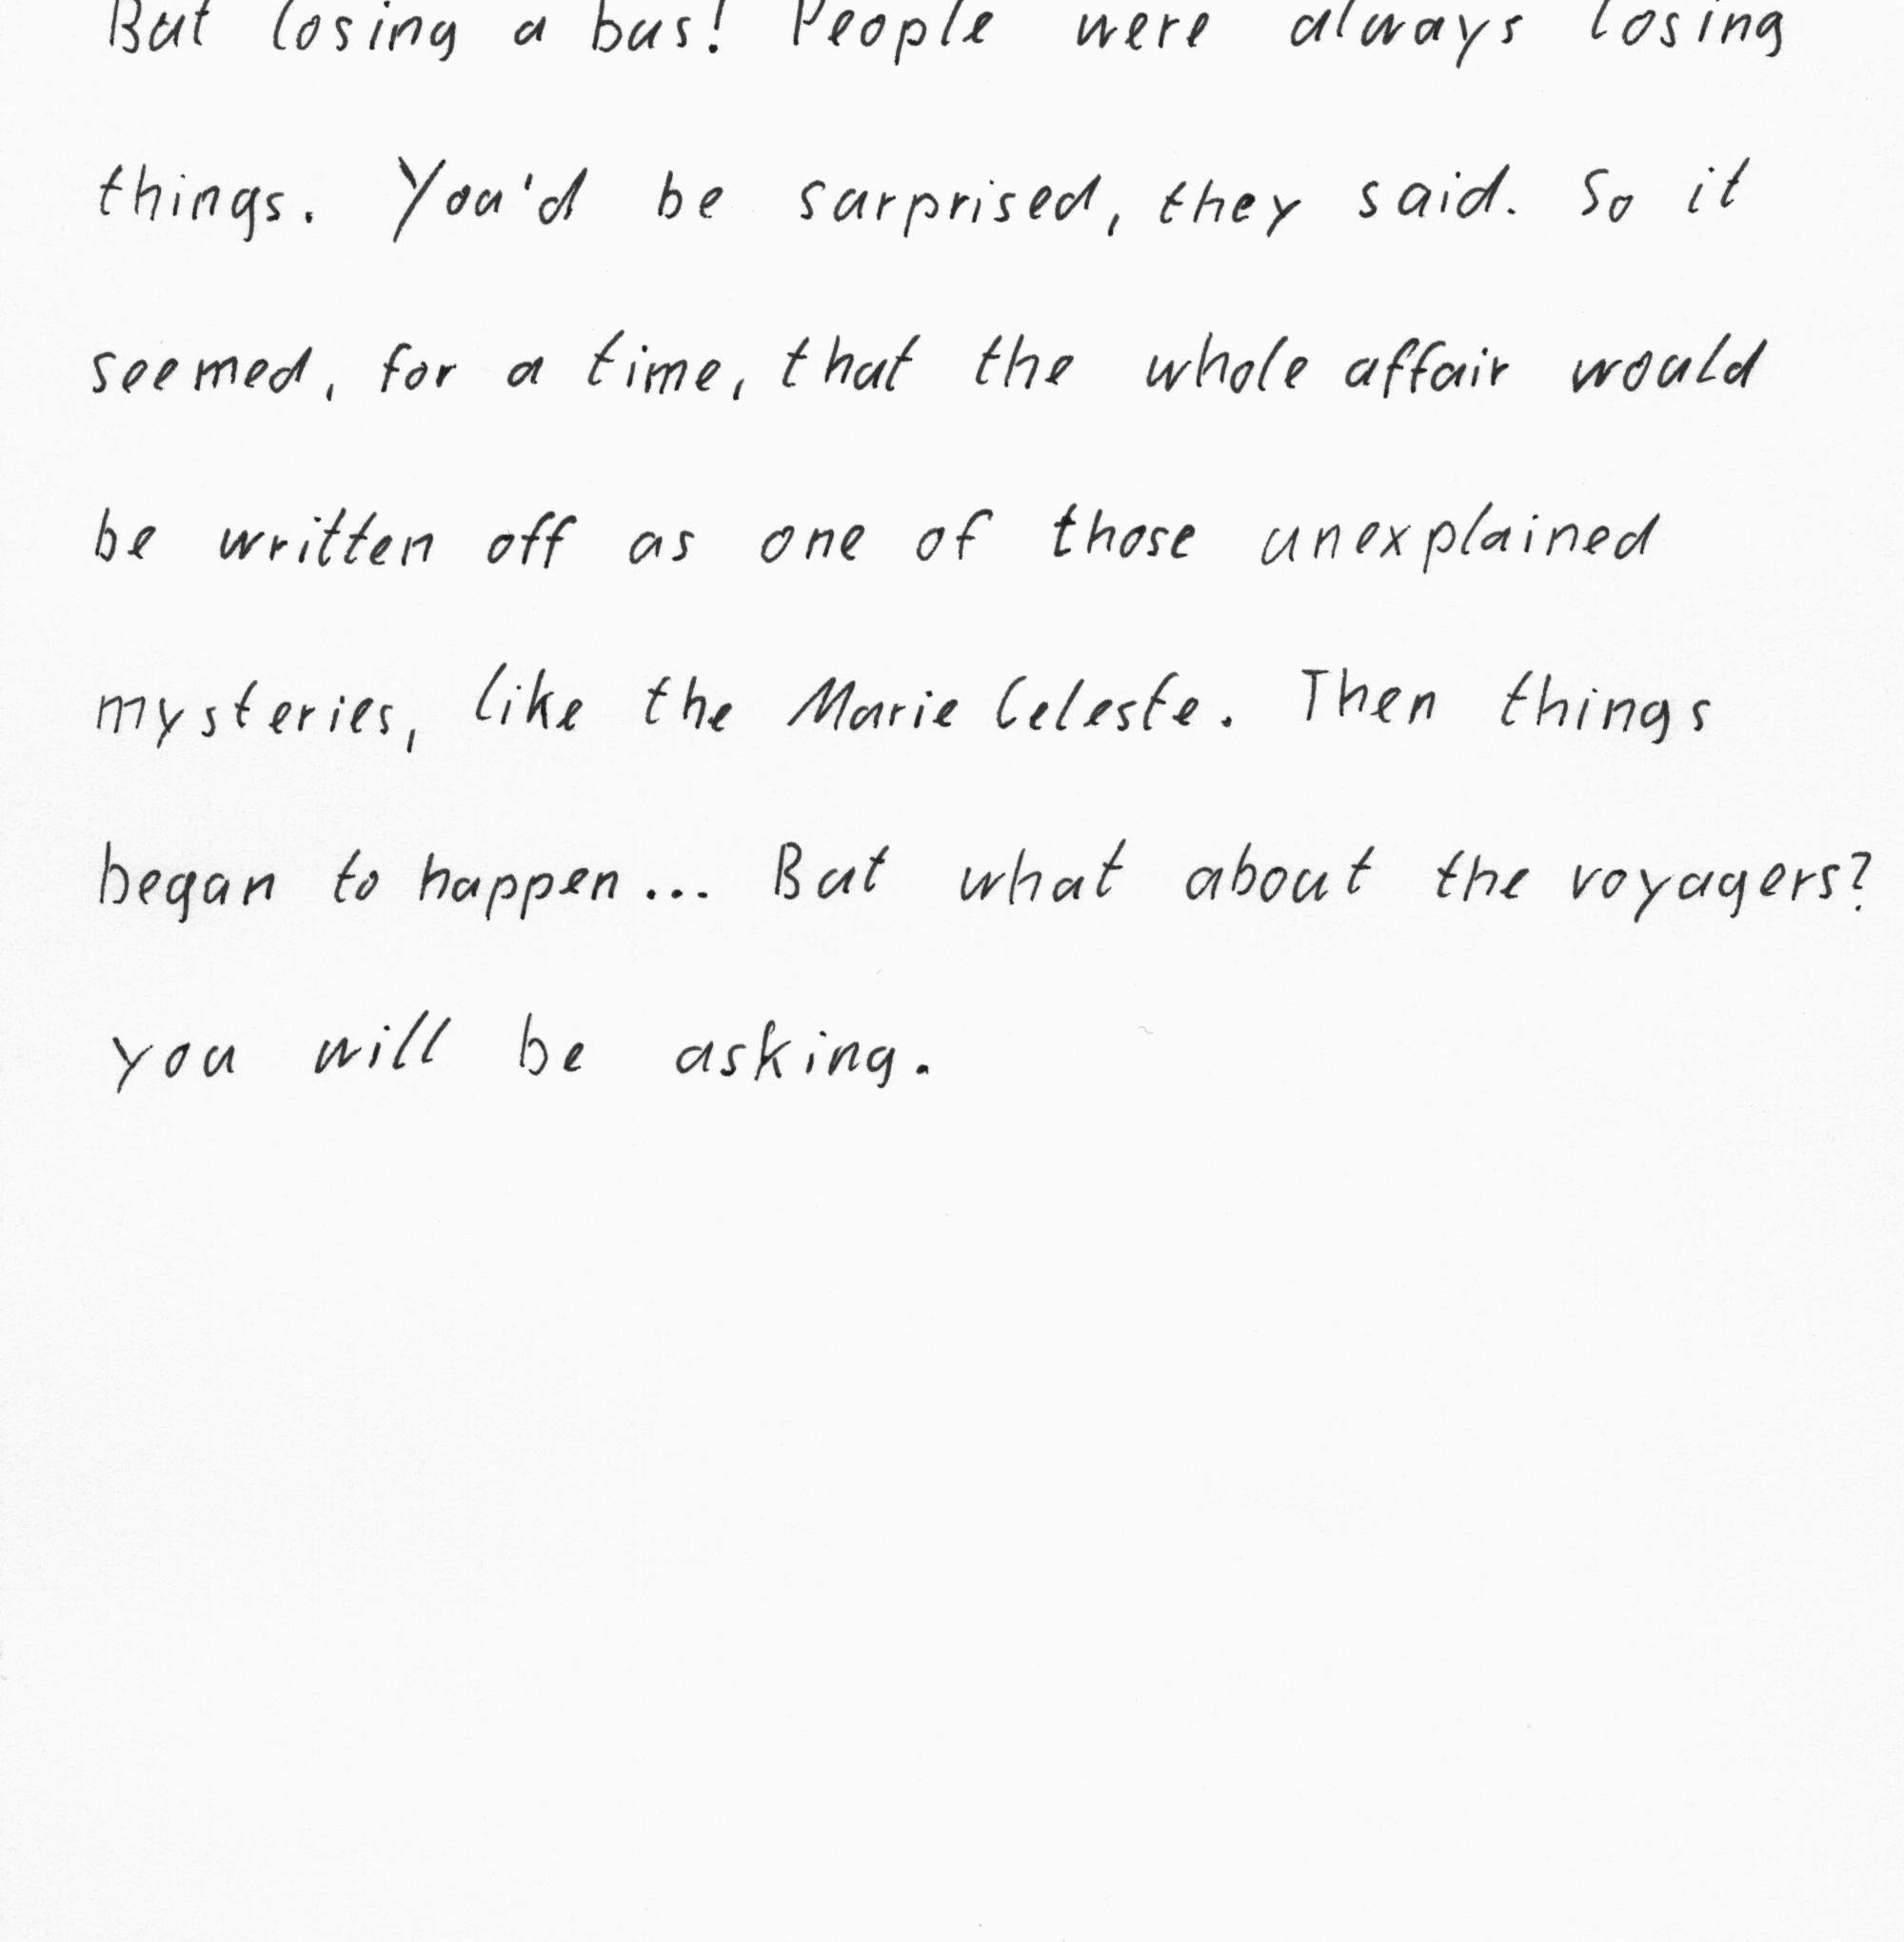 But losing a bus! People were always losing
things. You'd be surprised, they said. So it
seemed, for a time, that the whole affair would
be written off as one of those unexplained
mysteries, like the Marie Celeste. Then things
began to happen... But what about the voyagers?
you will be asking.